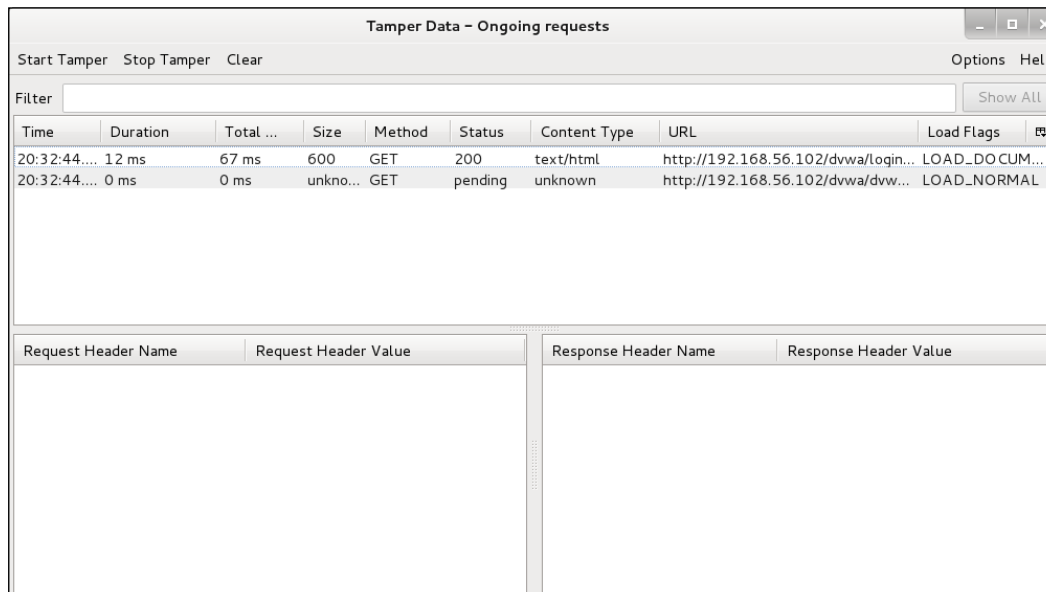 Tamper Data - Ongoing requests
Start Tamper Stop Tamper Clear Options Hel
Filter Show All
Time Duration Total ... Size Method Status Content Type URL Load Flags
20:32:44.... 12 ms 67 ms 600 GET 200 text/html http://192.168.56.102/dvwa/login... LOAD_DOCUM...
20:32:44.... 0 ms 0 ms unkno... GET pending unknown http://192.168.56.102/dvwa/dvw... LOAD_NORMAL
Request Header Name Request Header Value Response Header Name Response Header Value